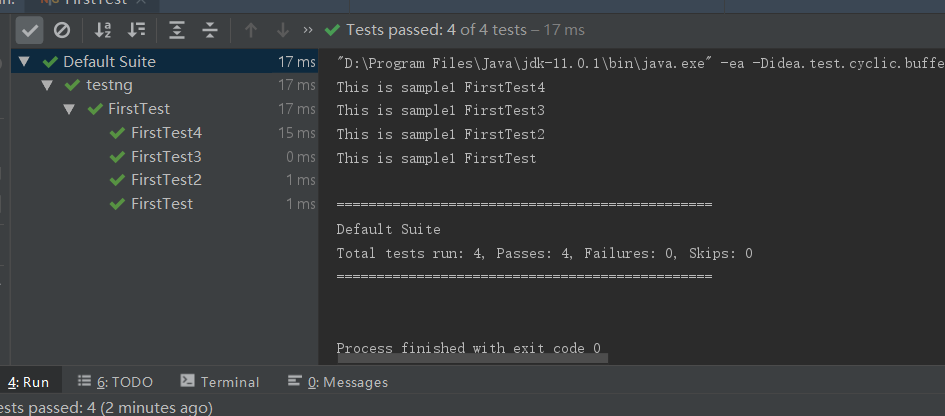 FirstTest
Tests passed: 4 of 4 tests – 17 ms
Default Suite 17 ms
testng 17 ms
FirstTest 17 ms
FirstTest4 15 ms
FirstTest3 0 ms
FirstTest2 1 ms
FirstTest 1 ms
"D:\Program Files\Java\jdk-11.0.1\bin\java.exe" -ea -Didea.test.cyclic.buffe
This is sample1 FirstTest4
This is sample1 FirstTest3
This is sample1 FirstTest2
This is sample1 FirstTest
===============================================
Default Suite
Total tests run: 4, Passes: 4, Failures: 0, Skips: 0
===============================================
Process finished with exit code 0
4: Run 6: TODO Terminal 0: Messages
ests passed: 4 (2 minutes ago)